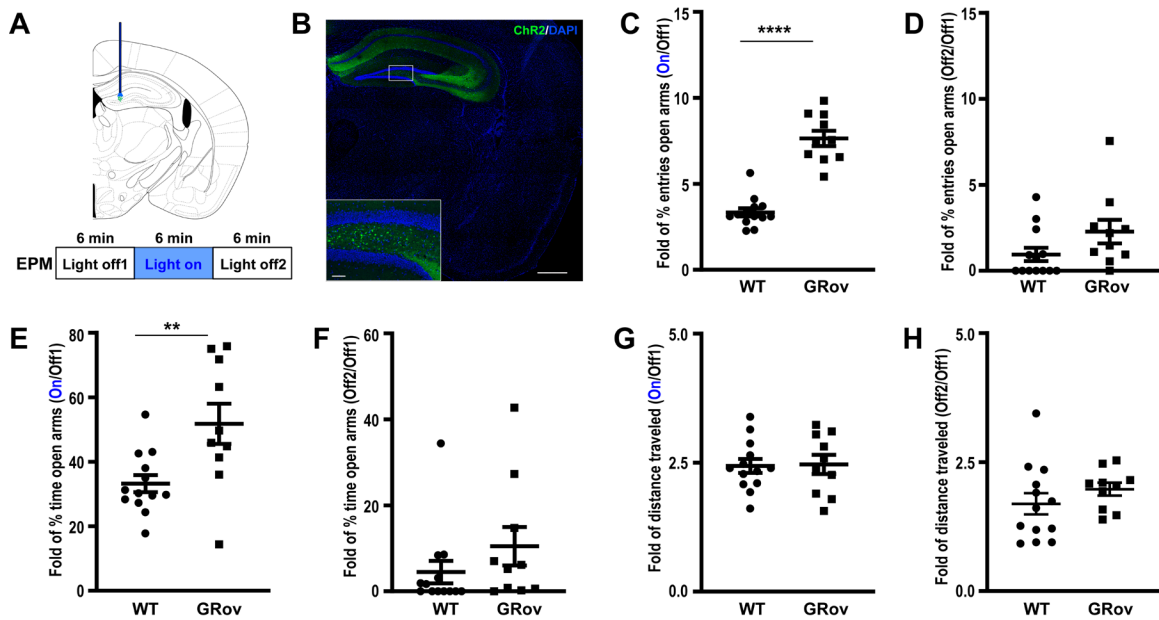 A
6 min 6 min 6 min
EPM Light off1 Light on Light off2
B
ChR2/DAPI
C
Fold of % entries open arms (On/Off1)
15
10
5
0
****
WT GRov
D
Fold of % entries open arms (Off2/Off1)
15
10
5
0
WT GRov
E
Fold of % time open arms (On/Off1)
80
60
40
20
0
**
WT GRov
F
Fold of % time open arms (Off2/Off1)
60
40
20
0
WT GRov
G
Fold of distance traveled (On/Off1)
5.0
2.5
0.0
WT GRov
H
Fold of distance traveled (Off2/Off1)
5.0
2.5
0.0
WT GRov